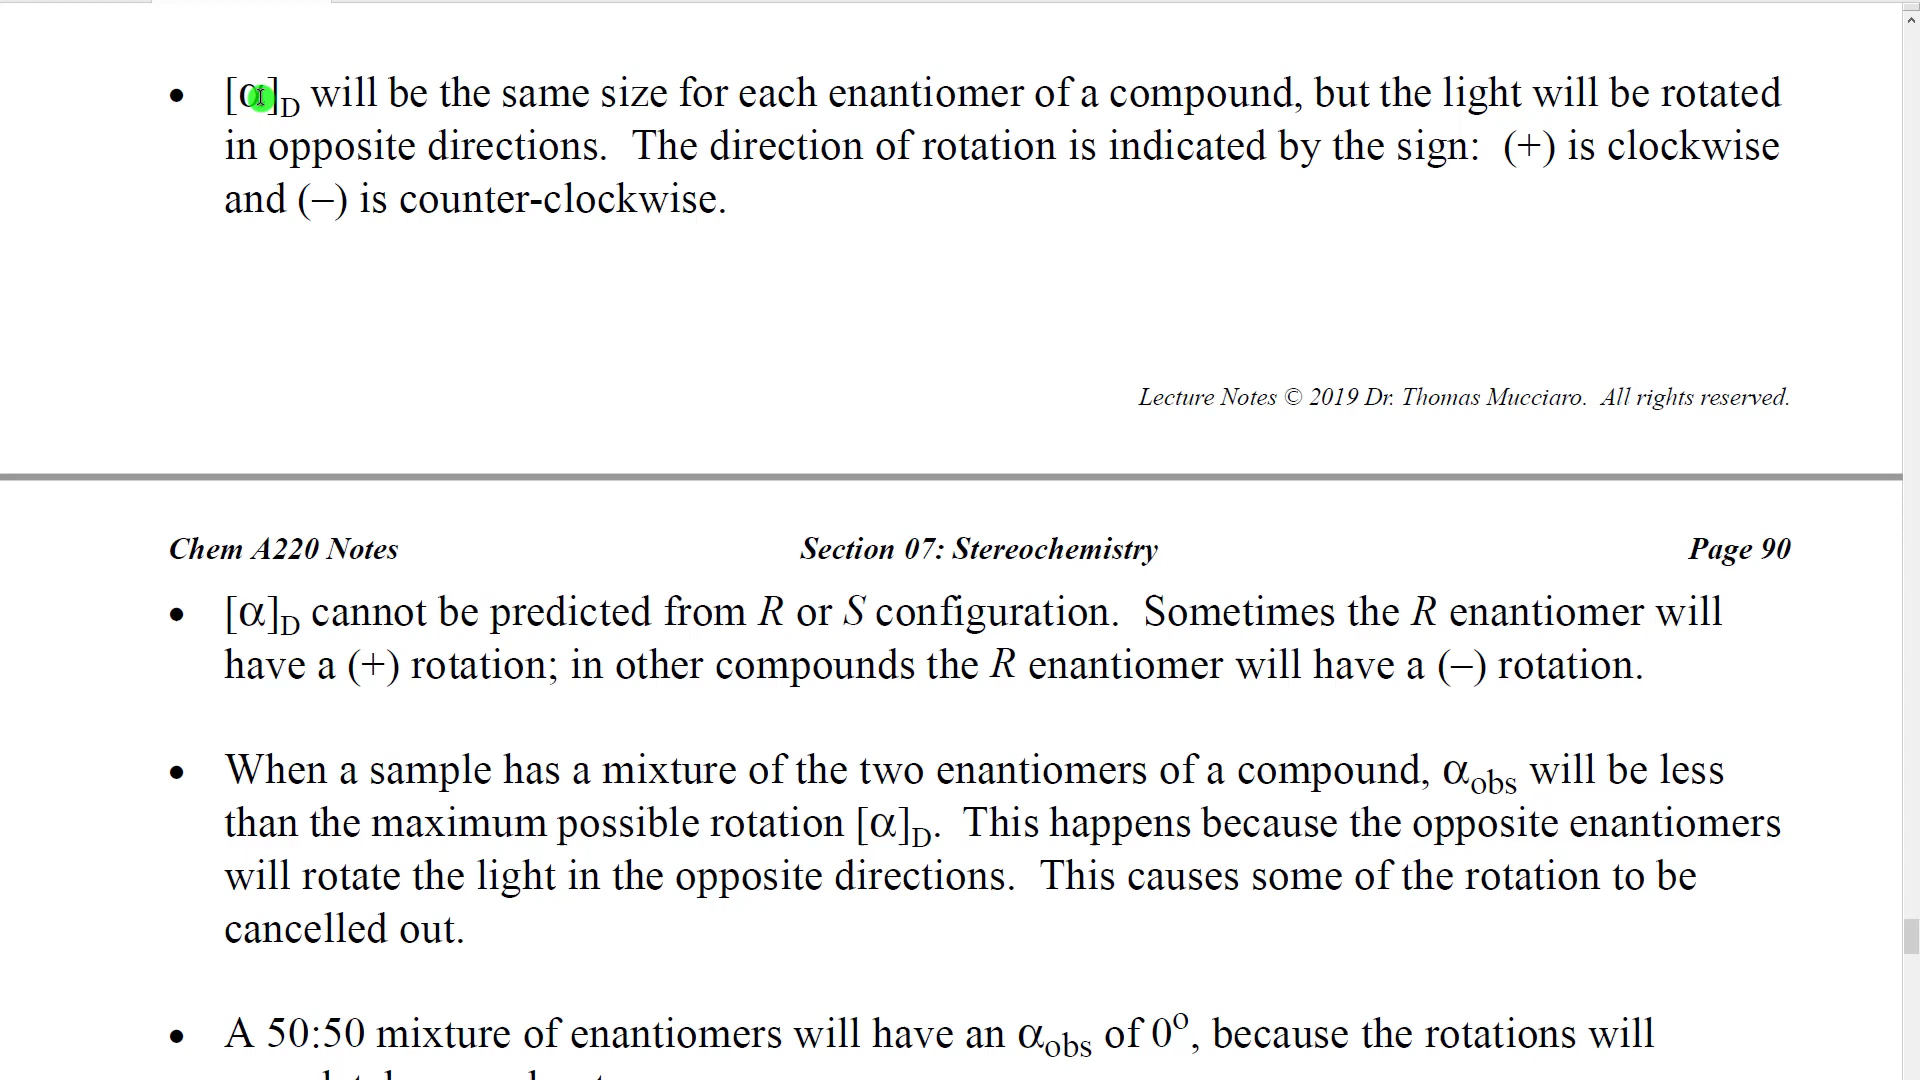 • [α]D will be the same size for each enantiomer of a compound, but the light will be rotated
in opposite directions.  The direction of rotation is indicated by the sign:  (+) is clockwise
and (–) is counter-clockwise.
Lecture Notes © 2019 Dr. Thomas Mucciaro.  All rights reserved.
Chem A220 Notes Section 07: Stereochemistry Page 90
• [α]D cannot be predicted from R or S configuration.  Sometimes the R enantiomer will
have a (+) rotation; in other compounds the R enantiomer will have a (–) rotation.
• When a sample has a mixture of the two enantiomers of a compound, αobs will be less
than the maximum possible rotation [α]D.  This happens because the opposite enantiomers
will rotate the light in the opposite directions.  This causes some of the rotation to be
cancelled out.
• A 50:50 mixture of enantiomers will have an αobs of 0°, because the rotations will